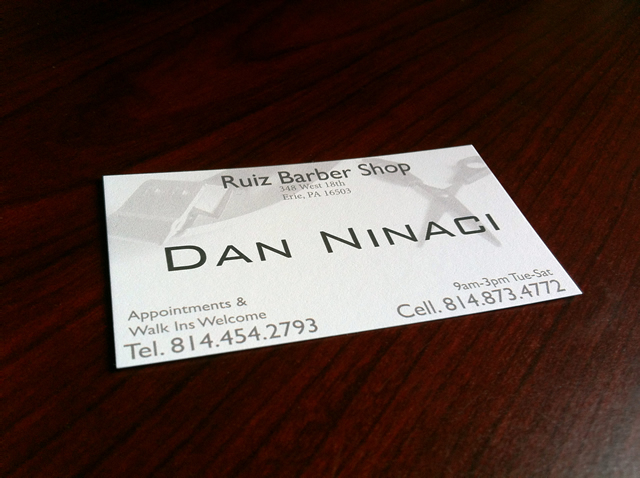 Ruiz Barber Shop
348 West 18th
Erie, PA 16503
DAN NINACI
Appointments &
Walk Ins Welcome
Tel. 814.454.2793
9am-3pm Tue-Sat
Cell. 814.873.4772